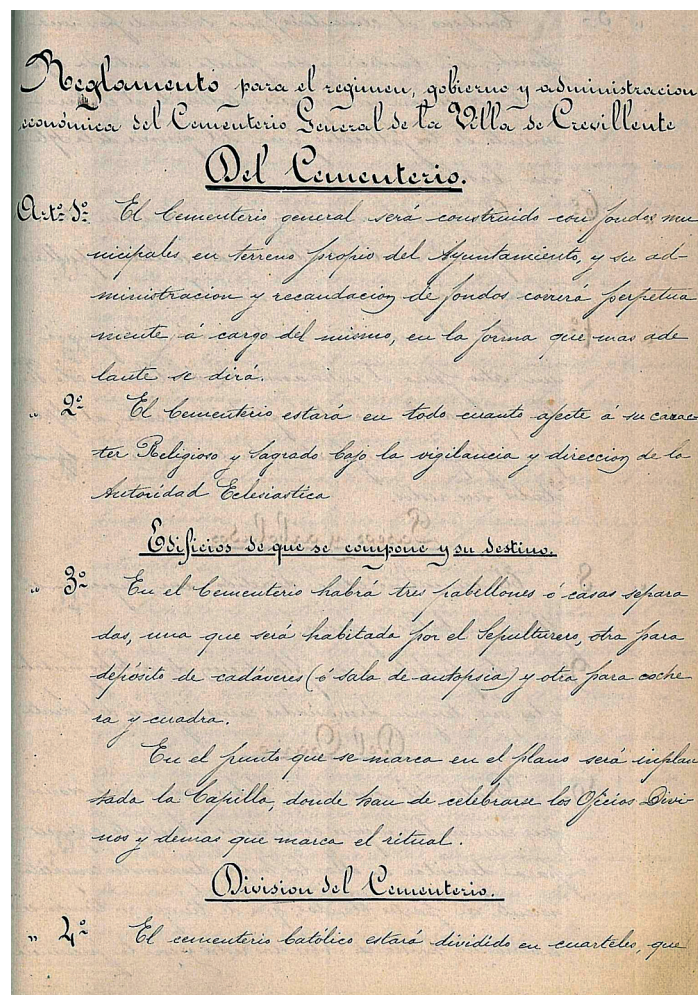 Reglamento para el regimen, gobierno y administracion
económica del Cementerio General de la Villa de Crevillente
Del Cementerio.
Artº 1º El Cementerio general será construido con fondos mu
nicipales, en terreno propio del Ayuntamiento, y su ad-
ministracion y recaudacion de fondos correrá perpetua
mente á cargo del mismo, en la forma que mas ade
lante se dirá.
" 2º El Cementerio estará en todo cuanto afecte á su carac
ter Religioso y Sagrado bajo la vigilancia y direccion de la
Autoridad Eclesiastica
Edificios de que se compone y su destino.
" 3º En el Cementerio habrá tres pabellones ó casas separa
das, una que será habitada por el Sepulturero, otra para
depósito de cadáveres (ó sala de autopsia) y otra para coche
ra y cuadra.
En el punto que se marca en el plano será implan
tada la Capilla, donde han de celebrarse los Oficios Divi
nos y demas que marca el ritual.
Division del Cementerio.
" 4º El cementerio Católico estará dividido en cuarteles, que